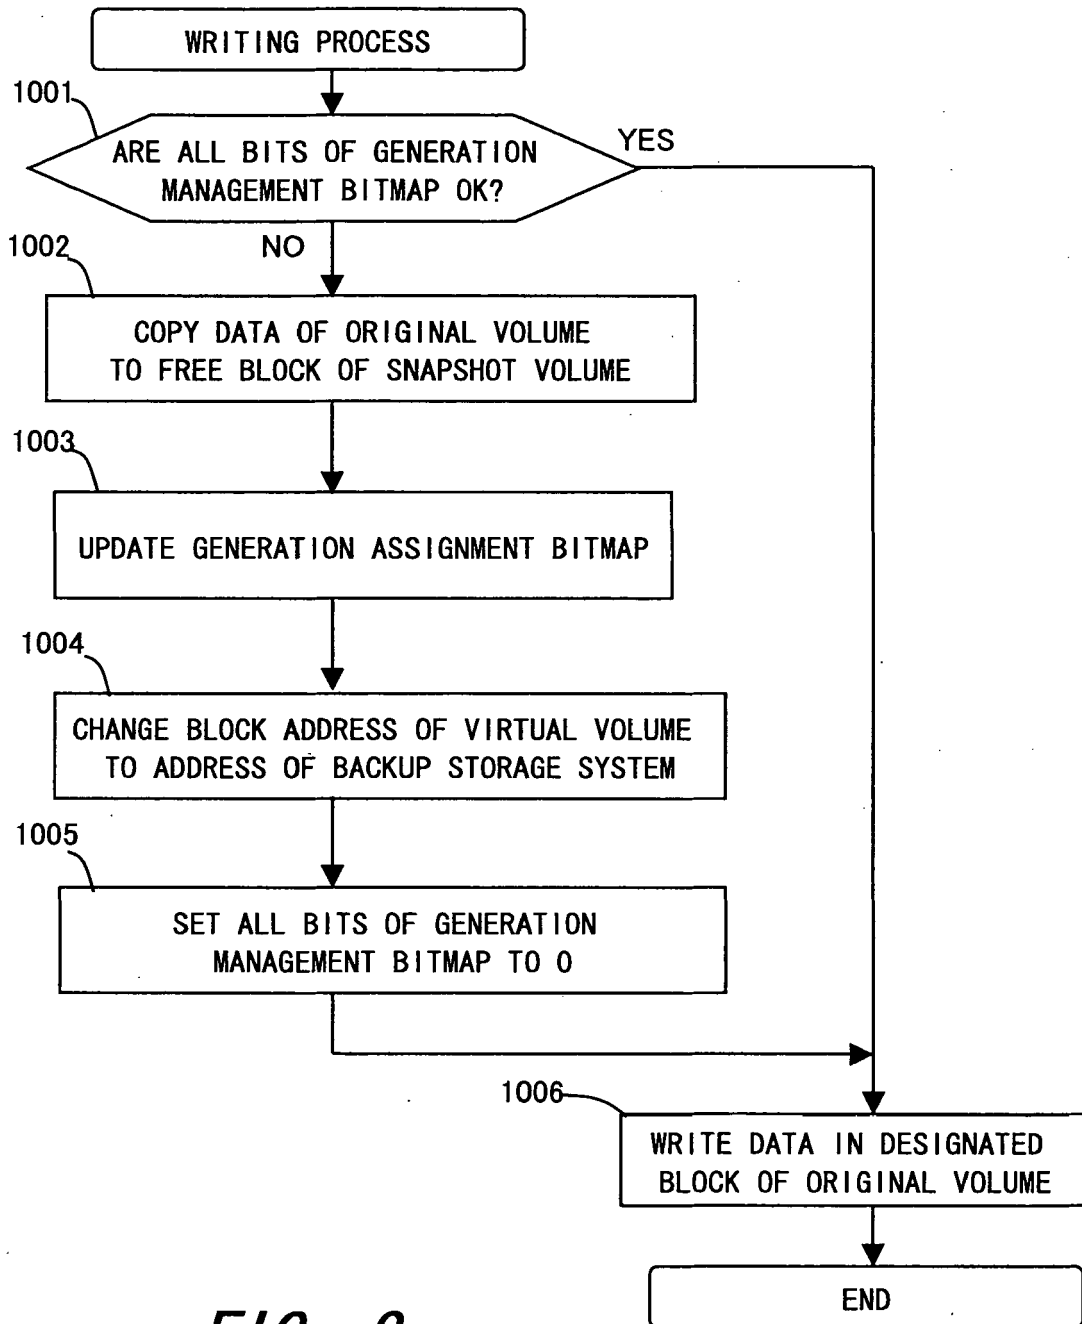 WRITING PROCESS
1001
ARE ALL BITS OF GENERATION
MANAGEMENT BITMAP OK?
YES
NO
1002
COPY DATA OF ORIGINAL VOLUME
TO FREE BLOCK OF SNAPSHOT VOLUME
1003
UPDATE GENERATION ASSIGNMENT BITMAP
1004
CHANGE BLOCK ADDRESS OF VIRTUAL VOLUME
TO ADDRESS OF BACKUP STORAGE SYSTEM
1005
SET ALL BITS OF GENERATION
MANAGEMENT BITMAP TO 0
1006
WRITE DATA IN DESIGNATED
BLOCK OF ORIGINAL VOLUME
END